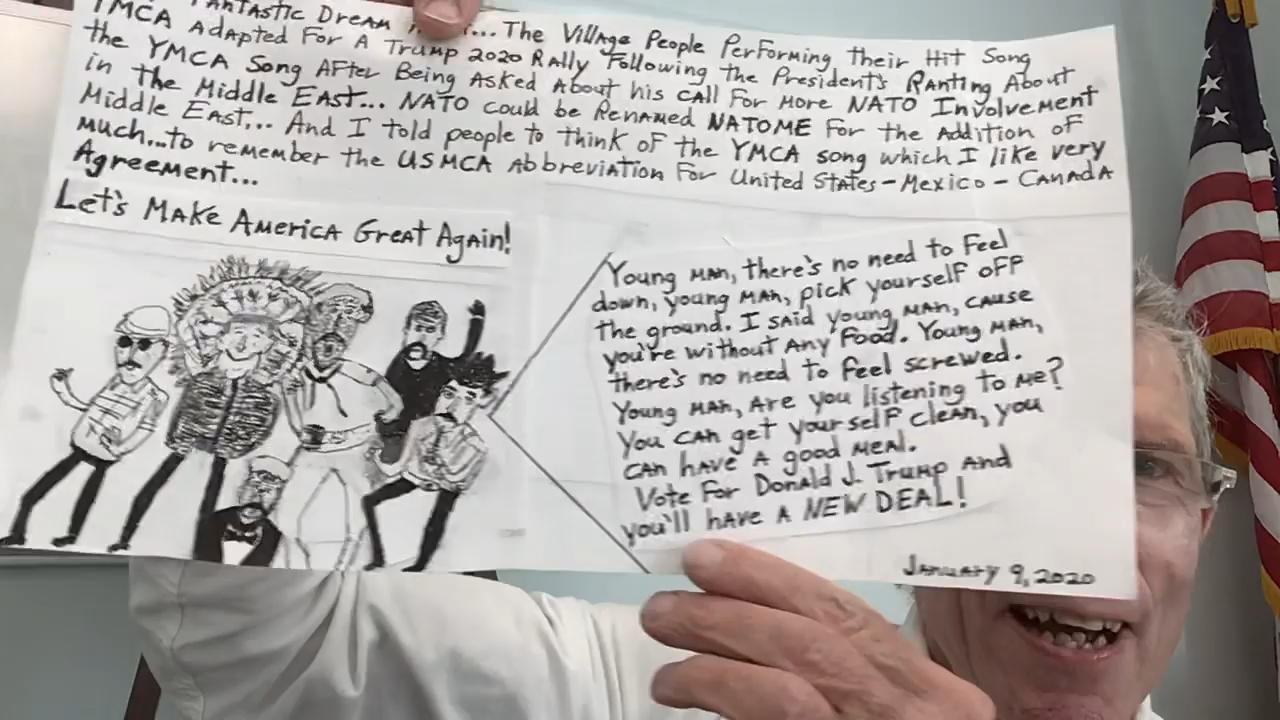 Fantastic Dream ... The Village People Performing Their Hit Song
YMCA Adapted For A Trump 2020 Rally Following the President's Ranting About
the YMCA Song After Being Asked About his call For More NATO Involvement
in the Middle East... NATO could be Renamed NATOME For the Addition of
Middle East... And I told people to think of the YMCA song which I like very
much...to remember the USMCA Abbreviation For United States-Mexico-Canada
Agreement...
Let's Make America Great Again!
Young man, there's no need to feel
down, young man, pick yourself off
the ground. I said young man, cause
you're without any food. Young man,
there's no need to feel screwed.
Young man, are you listening to me?
You can get yourself clean, you
can have a good meal.
Vote For Donald J. Trump and
you'll have a NEW DEAL!
January 9, 2020